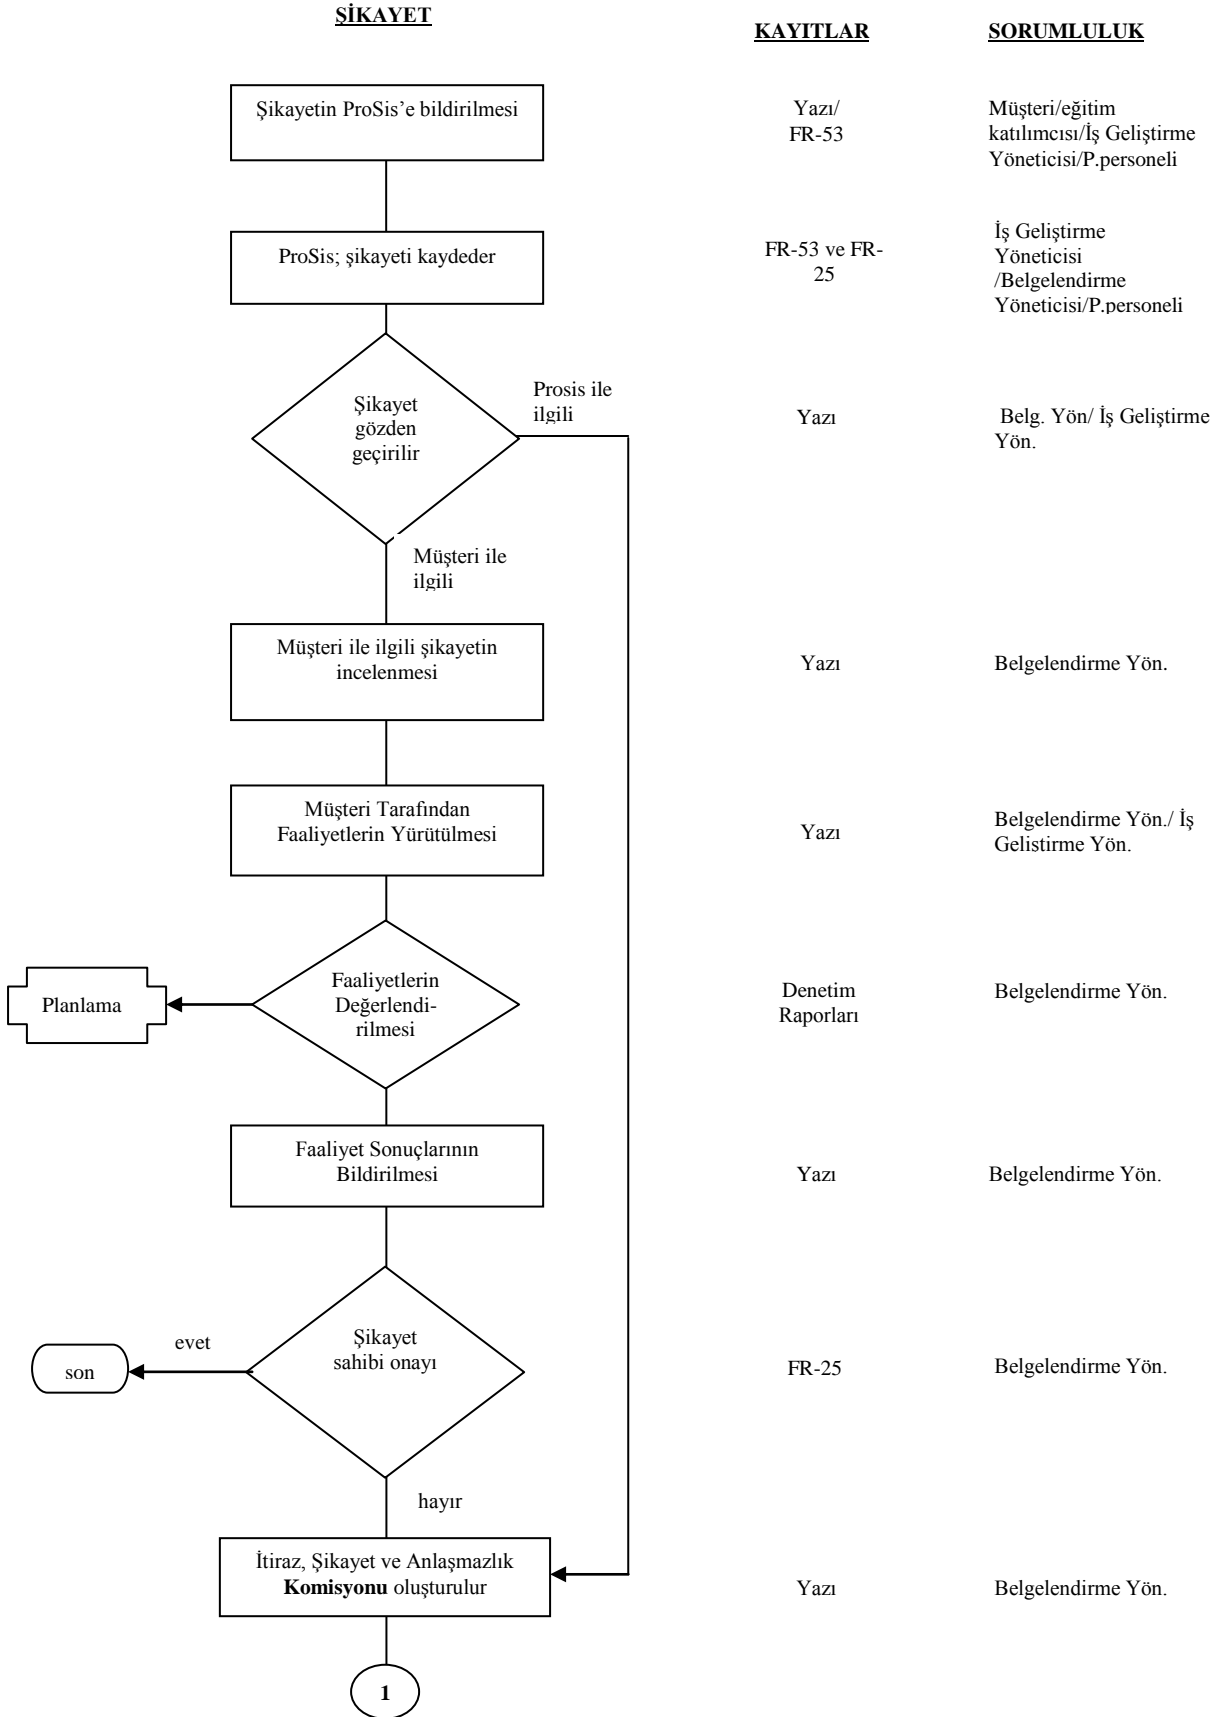 ŞİKAYET
KAYITLAR
SORUMLULUK
Şikayetin ProSis’e bildirilmesi
Yazı/
FR-53
Müşteri/eğitim
katılımcısı/İş Geliştirme
Yöneticisi/P.personeli
ProSis; şikayeti kaydeder
FR-53 ve FR-
25
İş Geliştirme
Yöneticisi
/Belgelendirme
Yöneticisi/P.personeli
Şikayet
gözden
geçirilir
Prosis ile
ilgili
Yazı
Belg. Yön/ İş Geliştirme
Yön.
Müşteri ile
ilgili
Müşteri ile ilgili şikayetin
incelenmesi
Yazı
Belgelendirme Yön.
Müşteri Tarafından
Faaliyetlerin Yürütülmesi
Yazı
Belgelendirme Yön./ İş
Geliştirme Yön.
Planlama
Faaliyetlerin
Değerlendi-
rilmesi
Denetim
Raporları
Belgelendirme Yön.
Faaliyet Sonuçlarının
Bildirilmesi
Yazı
Belgelendirme Yön.
son
evet
Şikayet
sahibi onayı
FR-25
Belgelendirme Yön.
hayır
İtiraz, Şikayet ve Anlaşmazlık
Komisyonu oluşturulur
Yazı
Belgelendirme Yön.
1